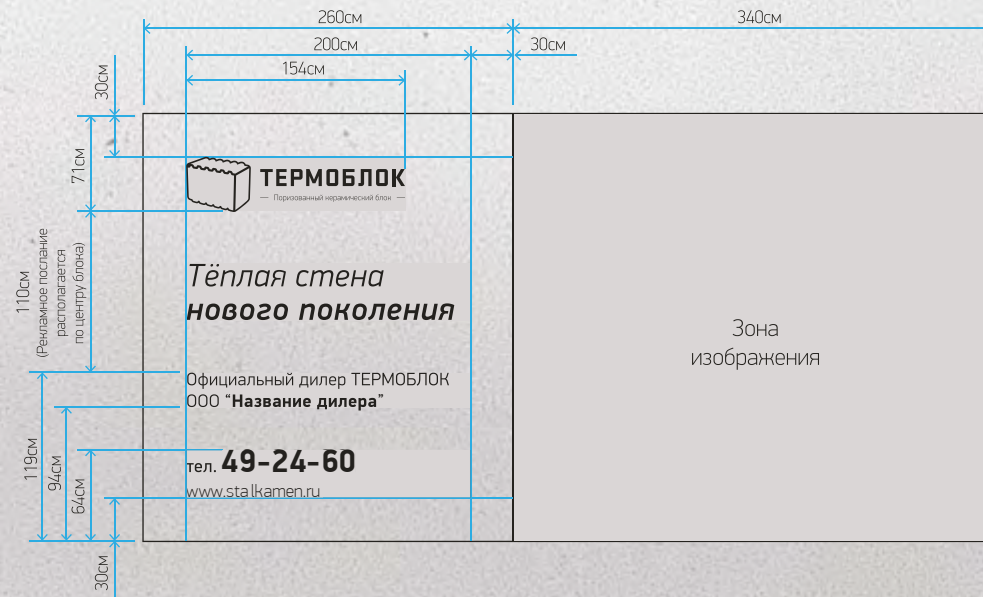 260см
340см
200см
30см
154см
30см
71см
ТЕРМОБЛОК
Поризованный керамический блок
110см
(Рекламное послание
располагается
по центру блока)
Тёплая стена
нового поколения
Зона
изображения
Официальный дилер ТЕРМОБЛОК
ООО “Название дилера”
119см
94см
64см
тел. 49-24-60
www.stalkamen.ru
30см